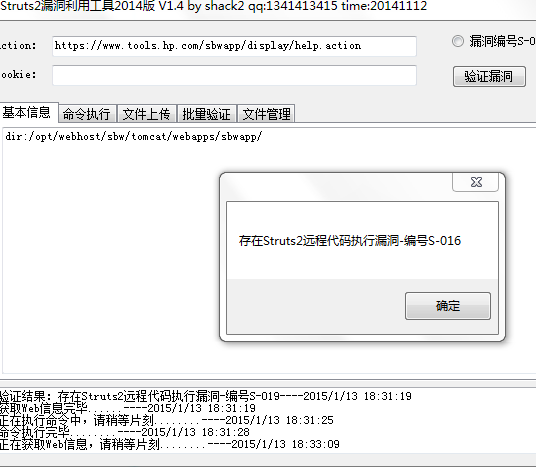 Struts2漏洞利用工具2014版 V1.4 by shack2 qq:1341413415 time:20141112
ction: https://www.tools.hp.com/sbwapp/display/help.action 漏洞编号S-0
ookie: 验证漏洞
基本信息 命令执行 文件上传 批量验证 文件管理
dir:/opt/webhost/sbw/tomcat/webapps/sbwapp/
存在Struts2远程代码执行漏洞-编号S-016
确定
验证结果：存在Struts2远程代码执行漏洞-编号S-019----2015/1/13 18:31:19
获取Web信息完毕......----2015/1/13 18:31:19
正在执行命令中，请稍等片刻........----2015/1/13 18:31:25
命令执行完毕........----2015/1/13 18:31:28
正在获取Web信息，请稍等片刻........----2015/1/13 18:33:09